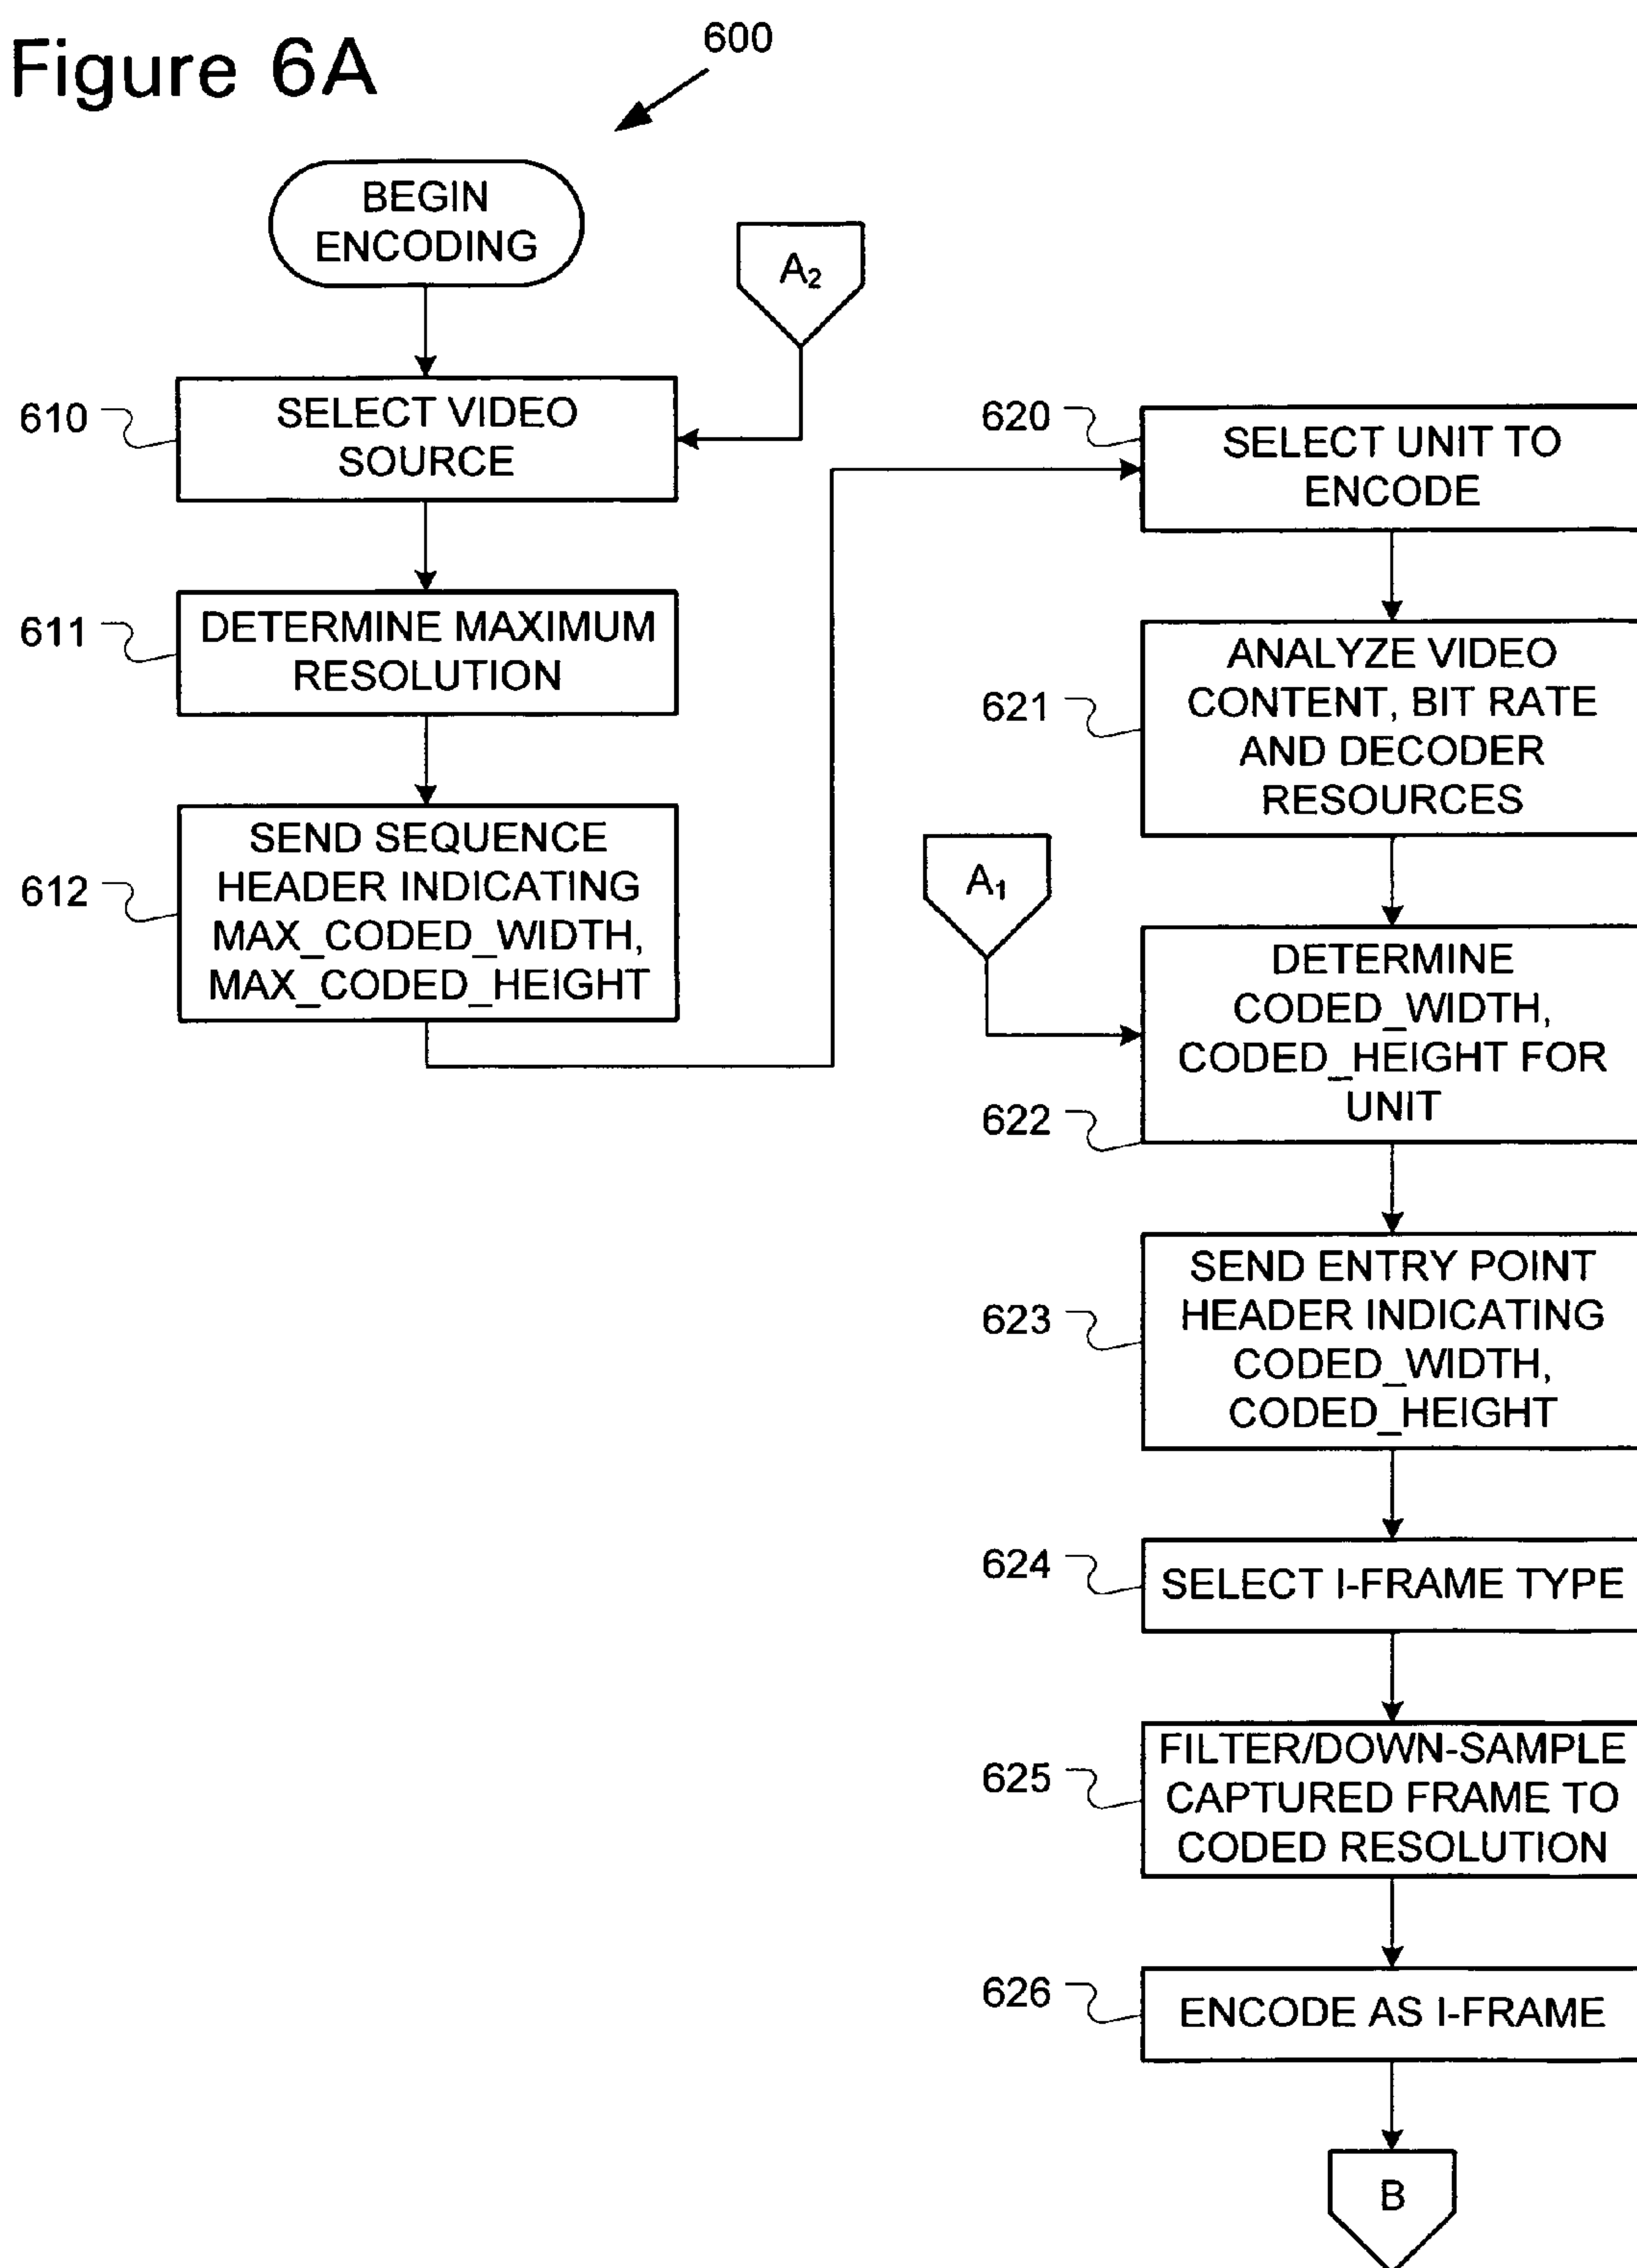 Figure 6A
600
BEGIN
ENCODING
A₂
610
SELECT VIDEO
SOURCE
611
DETERMINE MAXIMUM
RESOLUTION
612
SEND SEQUENCE
HEADER INDICATING
MAX_CODED_WIDTH,
MAX_CODED_HEIGHT
620
SELECT UNIT TO
ENCODE
621
ANALYZE VIDEO
CONTENT, BIT RATE
AND DECODER
RESOURCES
A₁
622
DETERMINE
CODED_WIDTH,
CODED_HEIGHT FOR
UNIT
623
SEND ENTRY POINT
HEADER INDICATING
CODED_WIDTH,
CODED_HEIGHT
624
SELECT I-FRAME TYPE
625
FILTER/DOWN-SAMPLE
CAPTURED FRAME TO
CODED RESOLUTION
626
ENCODE AS I-FRAME
B